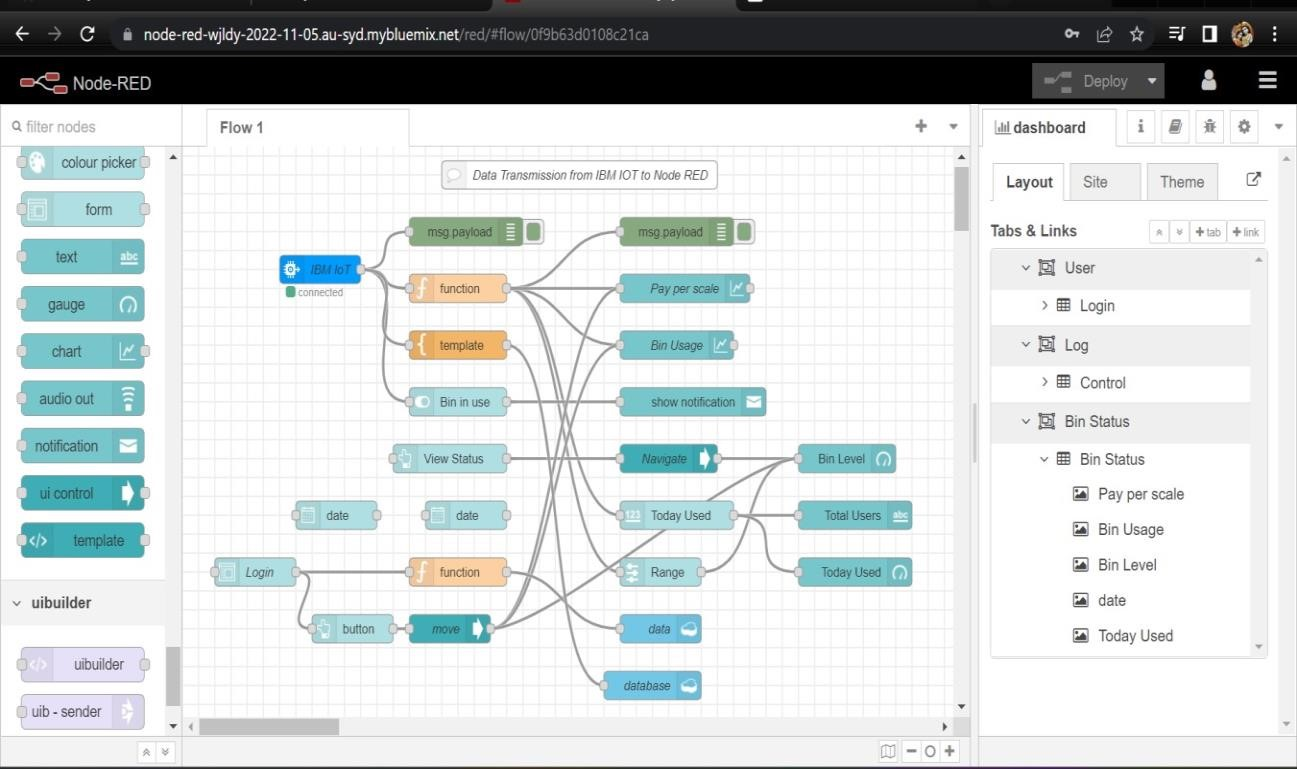 node-red-wjldy-2022-11-05.au-syd.mybluemix.net/red/#flow/0f9b63d0108c21ca
Node-RED
Deploy
filter nodes
colour picker
form
text
abc
gauge
chart
audio out
notification
ui control
template
uibuilder
uibuilder
uib - sender
Flow 1
Data Transmission from IBM IOT to Node RED
msg.payload
msg.payload
IBM IoT
connected
function
Pay per scale
template
Bin Usage
Bin in use
show notification
View Status
Navigate
Bin Level
date
date
123
Today Used
Total Users
abc
Login
function
Range
Today Used
button
move
data
database
dashboard
i
Layout
Site
Theme
Tabs & Links
+ tab
+ link
User
Login
Log
Control
Bin Status
Bin Status
Pay per scale
Bin Usage
Bin Level
date
Today Used